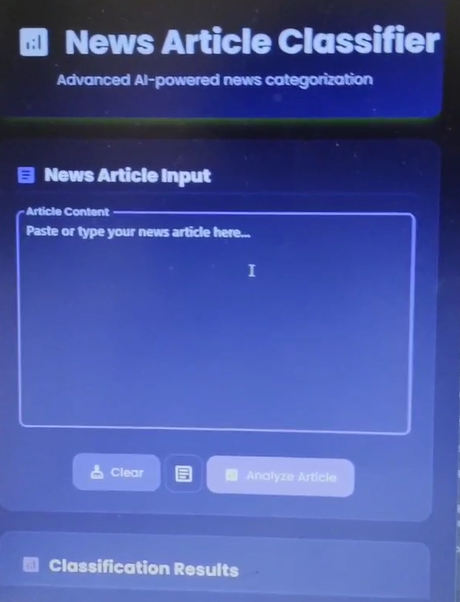 News Article Classifier
Advanced AI-powered news categorization
News Article Input
Article Content
Paste or type your news article here...
Clear
Analyze Article
Classification Results